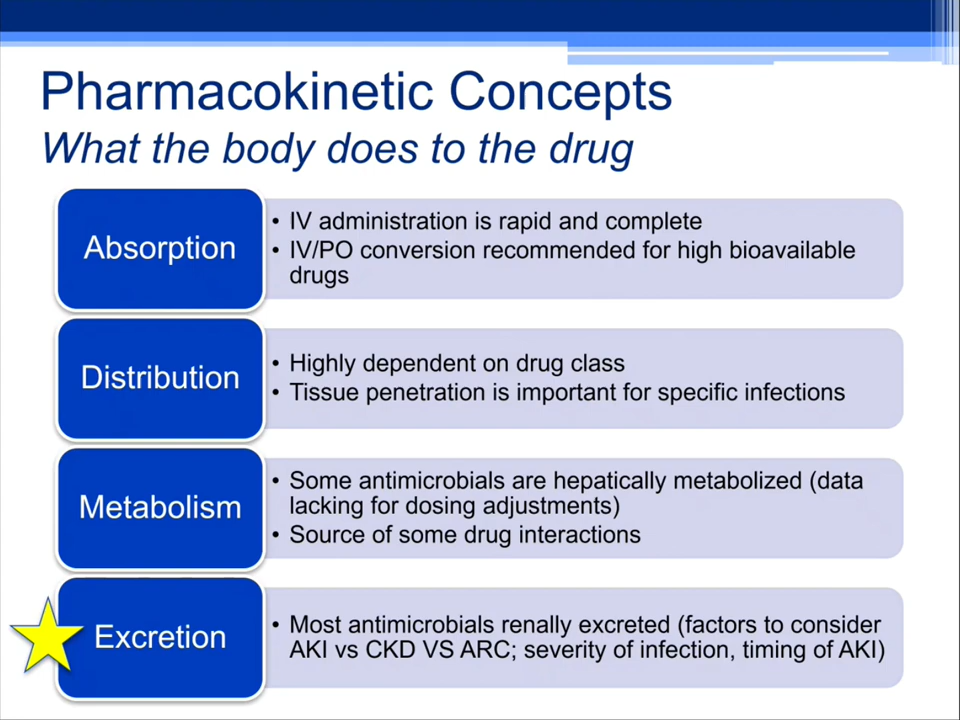 Pharmacokinetic Concepts
What the body does to the drug
Absorption
• IV administration is rapid and complete
• IV/PO conversion recommended for high bioavailable
drugs
Distribution
• Highly dependent on drug class
• Tissue penetration is important for specific infections
Metabolism
• Some antimicrobials are hepatically metabolized (data
lacking for dosing adjustments)
• Source of some drug interactions
Excretion
• Most antimicrobials renally excreted (factors to consider
AKI vs CKD VS ARC; severity of infection, timing of AKI)